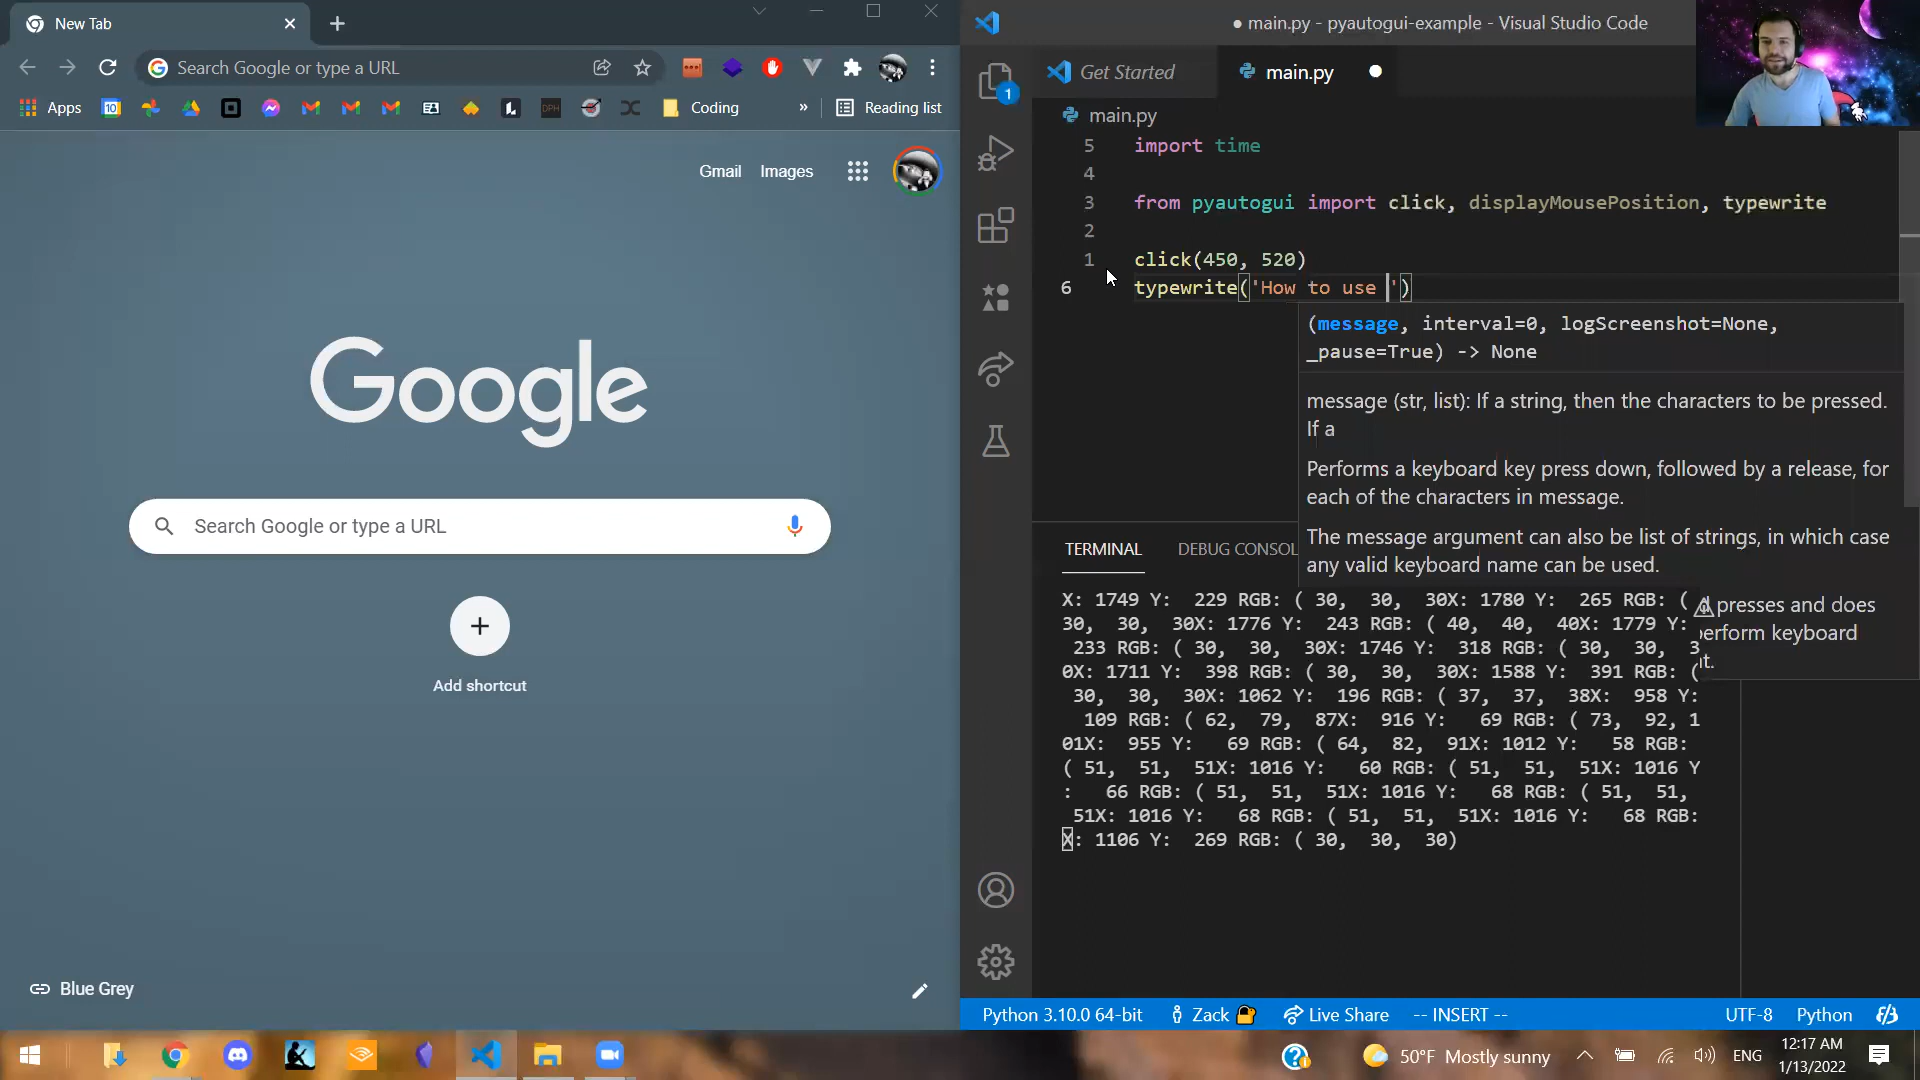 New Tab
Search Google or type a URL
Apps
10
DPH
Coding
»
Reading list
Gmail
Images
Google
Search Google or type a URL
Add shortcut
Blue Grey
● main.py - pyautogui-example - Visual Studio Code
Get Started
main.py
1
main.py
5 import time
4
3 from pyautogui import click, displayMousePosition, typewrite
2
1 click(450, 520)
6 typewrite('How to use ')
(message, interval=0, logScreenshot=None,
_pause=True) -> None
message (str, list): If a string, then the characters to be pressed.
If a
Performs a keyboard key press down, followed by a release, for
each of the characters in message.
The message argument can also be list of strings, in which case
any valid keyboard name can be used.
presses and does
perform keyboard
it.
TERMINAL
DEBUG CONSOL
X: 1749 Y:  229 RGB: ( 30,  30,  30X: 1780 Y:  265 RGB: (
30,  30,  30X: 1776 Y:  243 RGB: ( 40,  40,  40X: 1779 Y:
 233 RGB: ( 30,  30,  30X: 1746 Y:  318 RGB: ( 30,  30,  3
0X: 1711 Y:  398 RGB: ( 30,  30,  30X: 1588 Y:  391 RGB: (
 30,  30,  30X: 1062 Y:  196 RGB: ( 37,  37,  38X:  958 Y:
  109 RGB: ( 62,  79,  87X:  916 Y:   69 RGB: ( 73,  92, 1
01X:  955 Y:   69 RGB: ( 64,  82,  91X: 1012 Y:   58 RGB:
( 51,  51,  51X: 1016 Y:   60 RGB: ( 51,  51,  51X: 1016 Y
:   66 RGB: ( 51,  51,  51X: 1016 Y:   68 RGB: ( 51,  51,
 51X: 1016 Y:   68 RGB: ( 51,  51,  51X: 1016 Y:   68 RGB:
X: 1106 Y:  269 RGB: ( 30,  30,  30)
Python 3.10.0 64-bit
Zack
Live Share
-- INSERT --
UTF-8
Python
50°F Mostly sunny
ENG
12:17 AM
1/13/2022